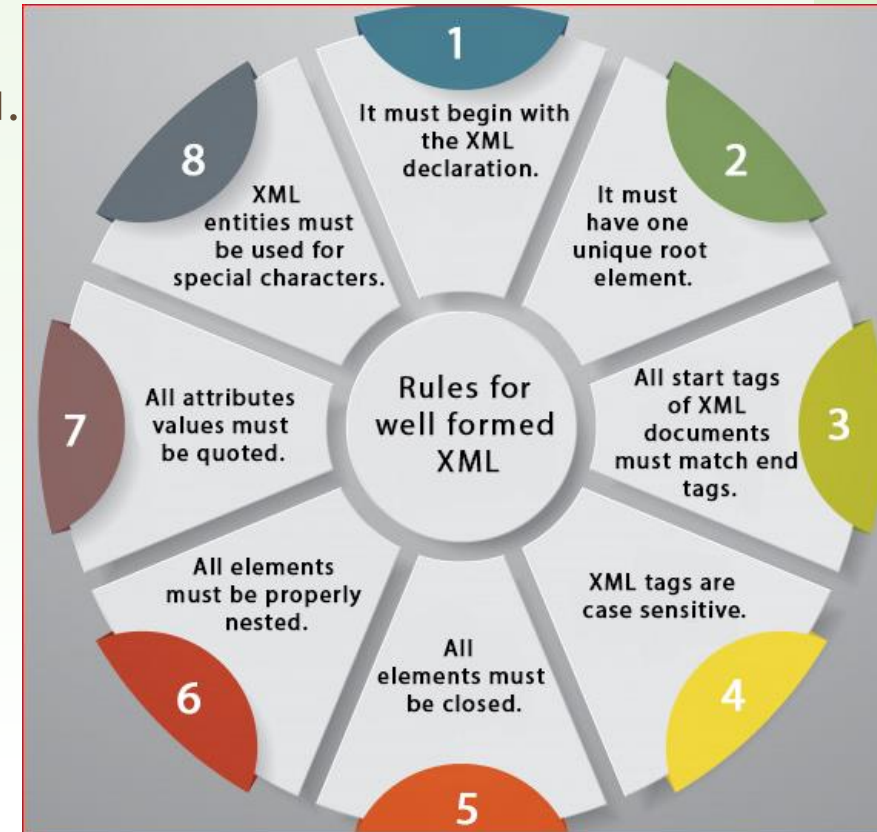 1.
1
It must begin with
the XML
declaration.
2
It must
have one
unique root
element.
All start tags
of XML
documents
must match end
tags.
3
XML tags are
case sensitive.
4
All
elements must
be closed.
5
All elements
must be properly
nested.
6
7
All attributes
values must
be quoted.
8
XML
entities must
be used for
special characters.
Rules for
well formed
XML